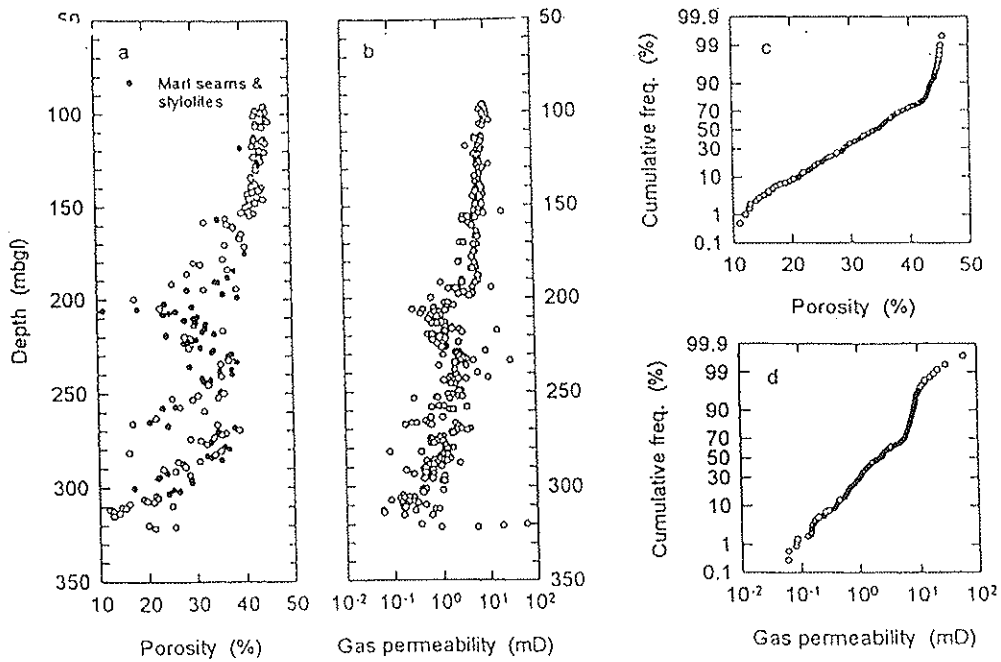 50
a
Marl seams &
stylolites
100
150
200
250
300
350
Depth (mbgl)
10 20 30 40 50
Porosity (%)
b
50
100
150
200
250
300
350
10-2 10-1 100 101 102
Gas permeability (mD)
c
99.9
99
90
70
50
30
10
1
0.1
Cumulative freq. (%)
10 20 30 40 50
Porosity (%)
d
99.9
99
90
70
50
30
10
1
0.1
Cumulative freq. (%)
10-2 10-1 100 101 102
Gas permeability (mD)